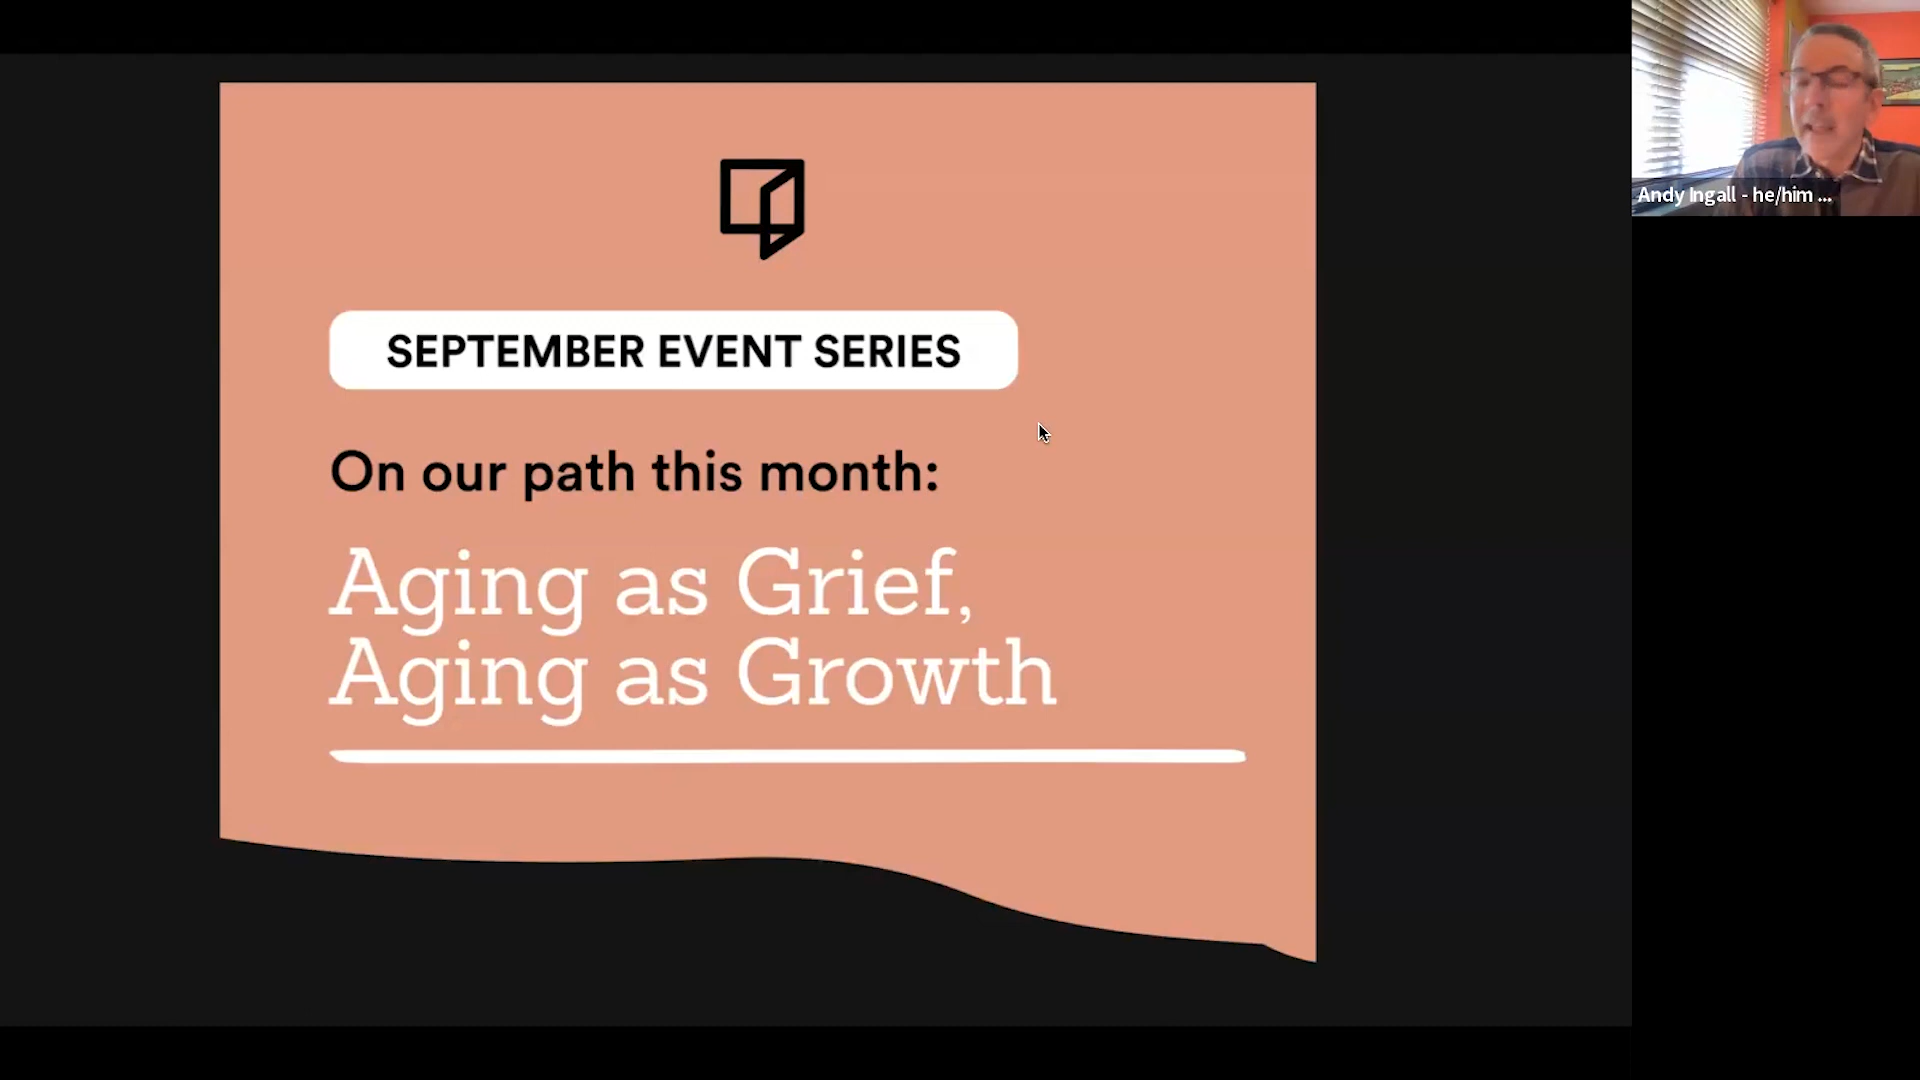 SEPTEMBER EVENT SERIES
On our path this month:
Aging as Grief,
Aging as Growth
Andy Ingall - he/him ...